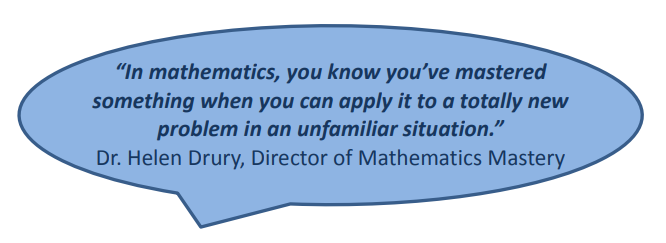 “In mathematics, you know you’ve mastered
something when you can apply it to a totally new
problem in an unfamiliar situation.”
Dr. Helen Drury, Director of Mathematics Mastery